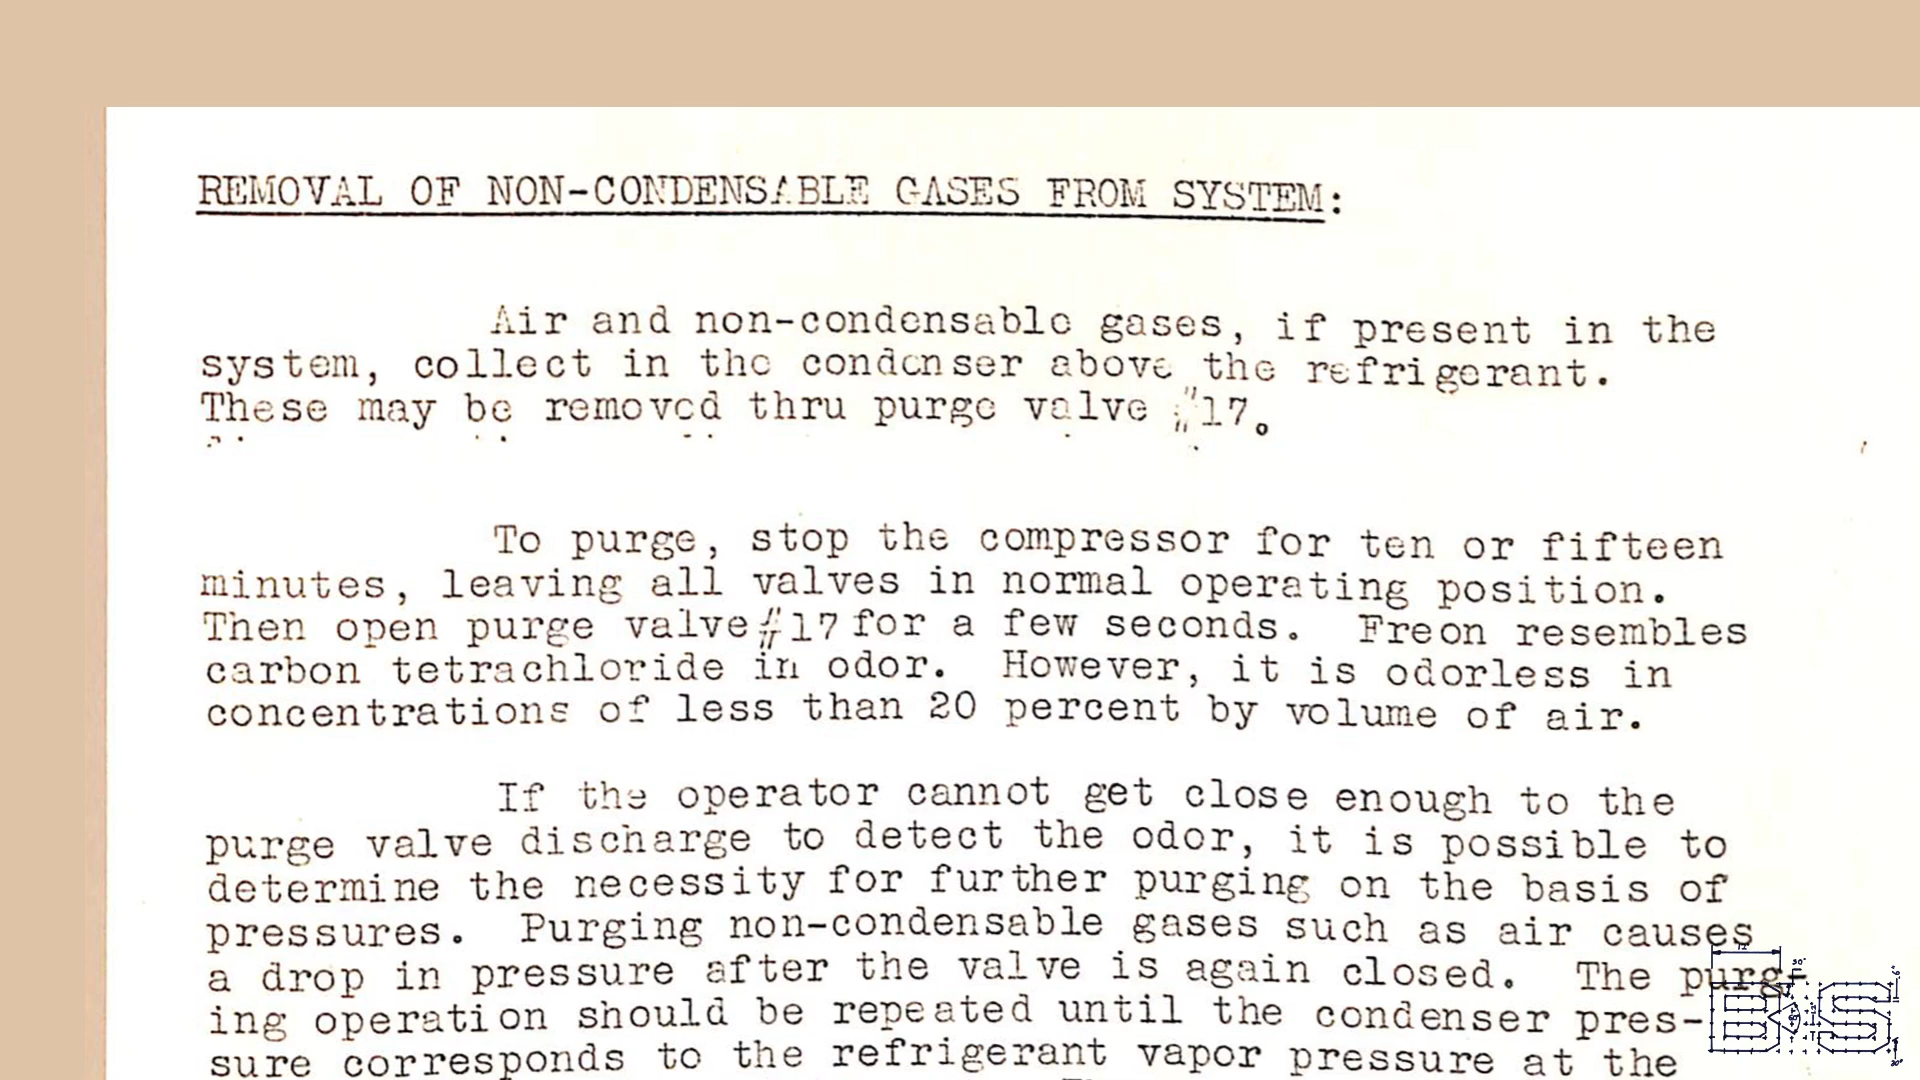 REMOVAL OF NON-CONDENSABLE GASES FROM SYSTEM:
Air and non-condensable gases, if present in the
system, collect in the condenser above the refrigerant.
These may be removed thru purge valve #17.
To purge, stop the compressor for ten or fifteen
minutes, leaving all valves in normal operating position.
Then open purge valve #17 for a few seconds. Freon resembles
carbon tetrachloride in odor. However, it is odorless in
concentrations of less than 20 percent by volume of air.
If the operator cannot get close enough to the
purge valve discharge to detect the odor, it is possible to
determine the necessity for further purging on the basis of
pressures. Purging non-condensable gases such as air causes
a drop in pressure after the valve is again closed. The purg-
ing operation should be repeated until the condenser pres-
sure corresponds to the refrigerant vapor pressure at the